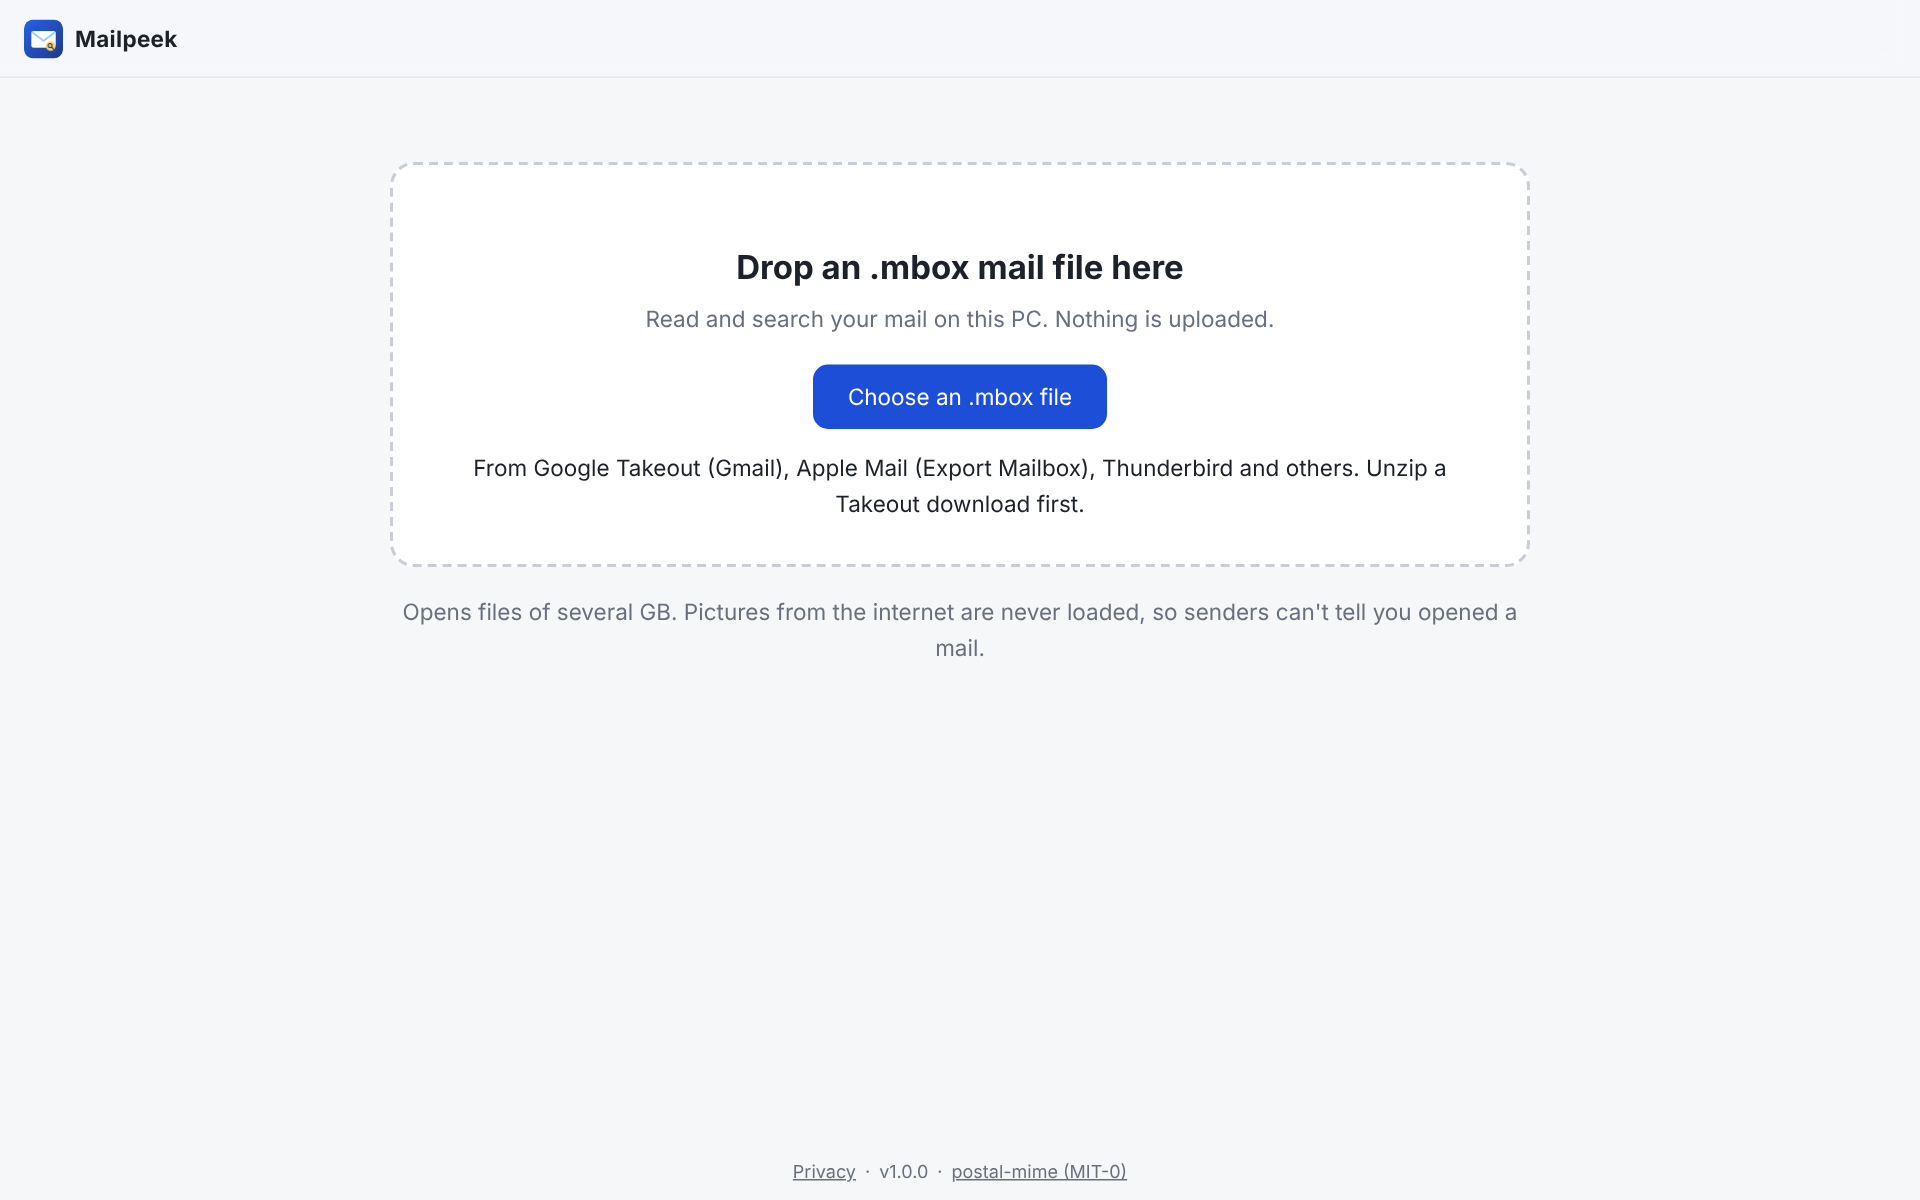 Mailpeek
Drop an .mbox mail file here
Read and search your mail on this PC. Nothing is uploaded.
Choose an .mbox file
From Google Takeout (Gmail), Apple Mail (Export Mailbox), Thunderbird and others. Unzip a
Takeout download first.
Opens files of several GB. Pictures from the internet are never loaded, so senders can't tell you opened a
mail.
Privacy · v1.0.0 · postal-mime (MIT-0)